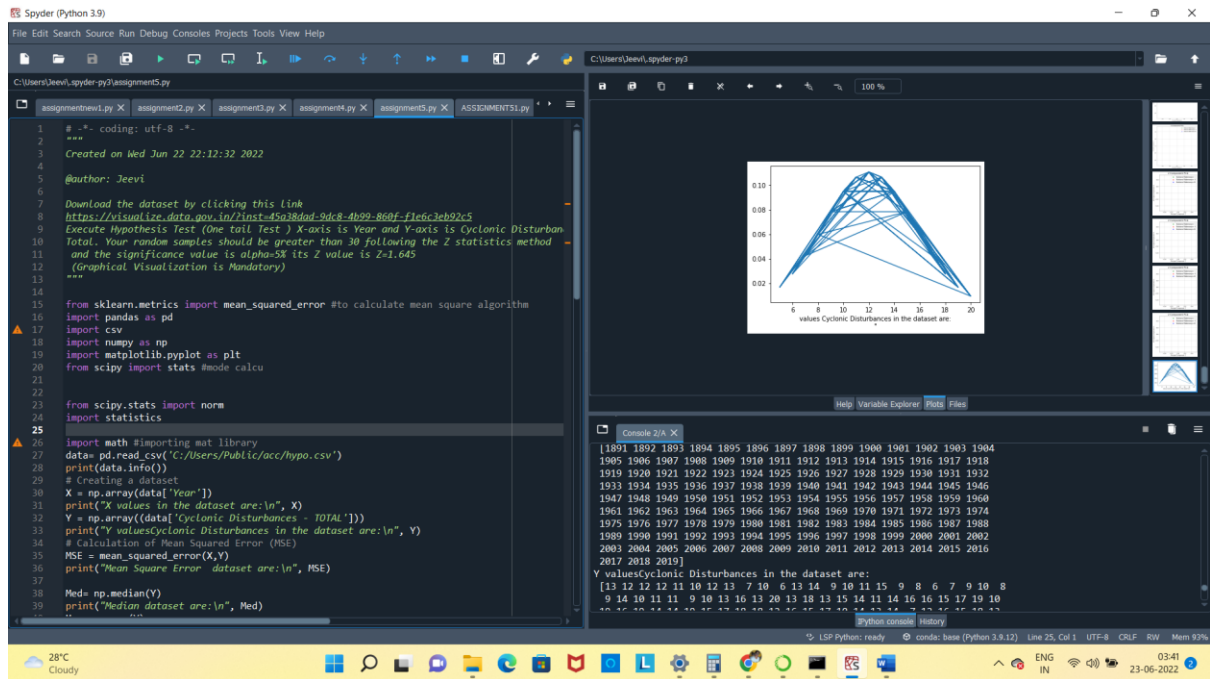 Spyder (Python 3.9)
File Edit Search Source Run Debug Consoles Projects Tools View Help
C:\Users\Jeevi\.spyder-py3
C:\Users\Jeevi\.spyder-py3\assignment5.py
assignmentnew1.py X assignment2.py X assignment3.py X assignment4.py X assignment5.py X ASSIGNMENT51.py
1 # -*- coding: utf-8 -*-
2 """
3 Created on Wed Jun 22 22:12:32 2022
4
5 @author: Jeevi
6
7 Download the dataset by clicking this link
8 https://visualize.data.gov.in/?inst=45a38dad-9dc8-4b99-860f-f1e6c3eb92c5
9 Execute Hypothesis Test (One tail Test ) X-axis is Year and Y-axis is Cyclonic Disturban
10 Total. Your random samples should be greater than 30 following the Z statistics method
11 and the significance value is alpha=5% its Z value is Z=1.645
12 (Graphical Visualization is Mandatory)
13 """
14
15 from sklearn.metrics import mean_squared_error #to calculate mean square algorithm
16 import pandas as pd
17 import csv
18 import numpy as np
19 import matplotlib.pyplot as plt
20 from scipy import stats #mode calcu
21
22
23 from scipy.stats import norm
24 import statistics
25
26 import math #importing mat library
27 data= pd.read_csv('C:/Users/Public/acc/hypo.csv')
28 print(data.info())
29 # Creating a dataset
30 X = np.array(data['Year'])
31 print("X values in the dataset are:\n", X)
32 Y = np.array((data['Cyclonic Disturbances - TOTAL']))
33 print("Y valuesCyclonic Disturbances in the dataset are:\n", Y)
34 # Calculation of Mean Squared Error (MSE)
35 MSE = mean_squared_error(X,Y)
36 print("Mean Square Error  dataset are:\n", MSE)
37
38 Med= np.median(Y)
39 print("Median dataset are:\n", Med)
100 %
0.10
0.08
0.06
0.04
0.02
6 8 10 12 14 16 18 20
values Cyclonic Disturbances in the dataset are:
Help Variable Explorer Plots Files
Console 2/A X
[1891 1892 1893 1894 1895 1896 1897 1898 1899 1900 1901 1902 1903 1904
1905 1906 1907 1908 1909 1910 1911 1912 1913 1914 1915 1916 1917 1918
1919 1920 1921 1922 1923 1924 1925 1926 1927 1928 1929 1930 1931 1932
1933 1934 1935 1936 1937 1938 1939 1940 1941 1942 1943 1944 1945 1946
1947 1948 1949 1950 1951 1952 1953 1954 1955 1956 1957 1958 1959 1960
1961 1962 1963 1964 1965 1966 1967 1968 1969 1970 1971 1972 1973 1974
1975 1976 1977 1978 1979 1980 1981 1982 1983 1984 1985 1986 1987 1988
1989 1990 1991 1992 1993 1994 1995 1996 1997 1998 1999 2000 2001 2002
2003 2004 2005 2006 2007 2008 2009 2010 2011 2012 2013 2014 2015 2016
2017 2018 2019]
Y valuesCyclonic Disturbances in the dataset are:
[13 12 12 12 11 10 12 13 7 10 6 13 14 9 10 11 15 9 8 6 7 9 10 8
9 14 10 11 11 9 10 13 16 13 20 13 18 13 15 14 11 14 16 16 15 17 19 10
IPython console History
LSP Python: ready conda: base (Python 3.9.12) Line 25, Col 1 UTF-8 CRLF RW Mem 93%
28°C
Cloudy
ENG
IN
03:41
23-06-2022
2